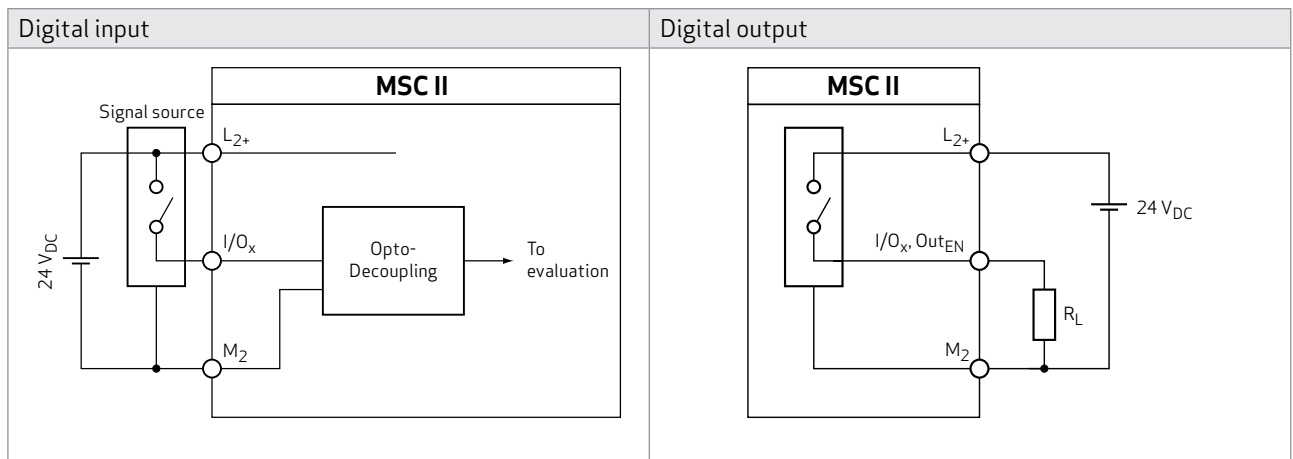 Digital input
Digital output
MSC II
Signal source
L2+
24 VDC
I/Ox
Opto-
Decoupling
To
evaluation
M2
MSC II
L2+
24 VDC
I/Ox, OutEN
RL
M2